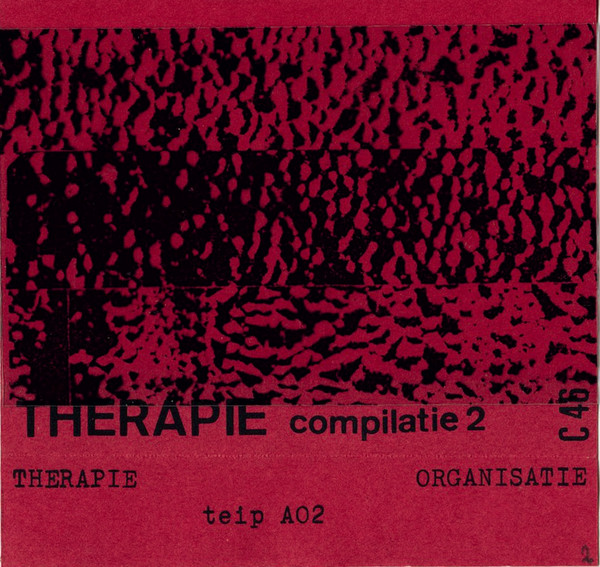 THERAPIE compilatie 2
C 46
THERAPIE ORGANISATIE
teip A02
2